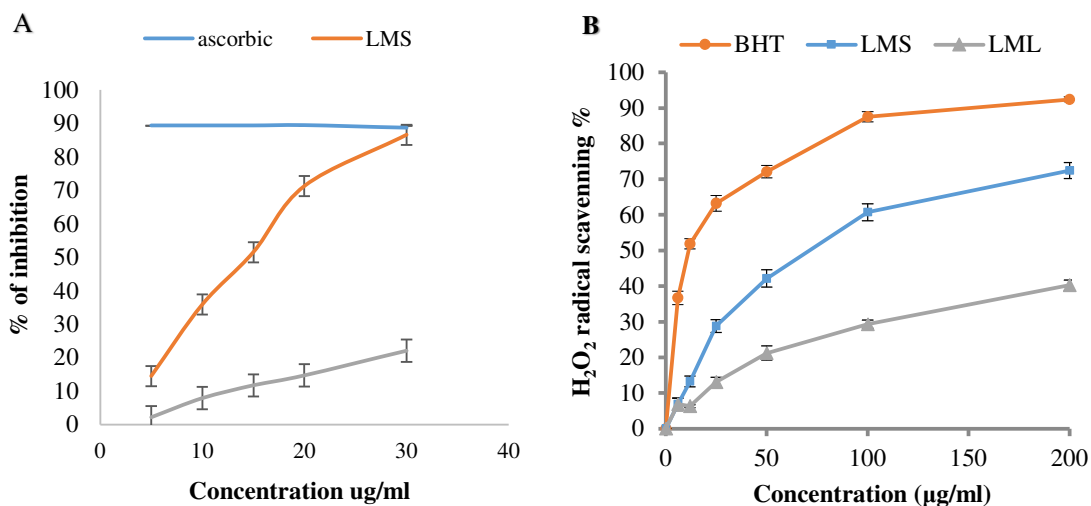 A
ascorbic LMS
100
90
80
70
60
50
40
30
20
10
0
% of inhibition
0 10 20 30 40
Concentration ug/ml
B
BHT LMS LML
100
90
80
70
60
50
40
30
20
10
0
H₂O₂ radical scavenning %
0 50 100 150 200
Concentration (µg/ml)